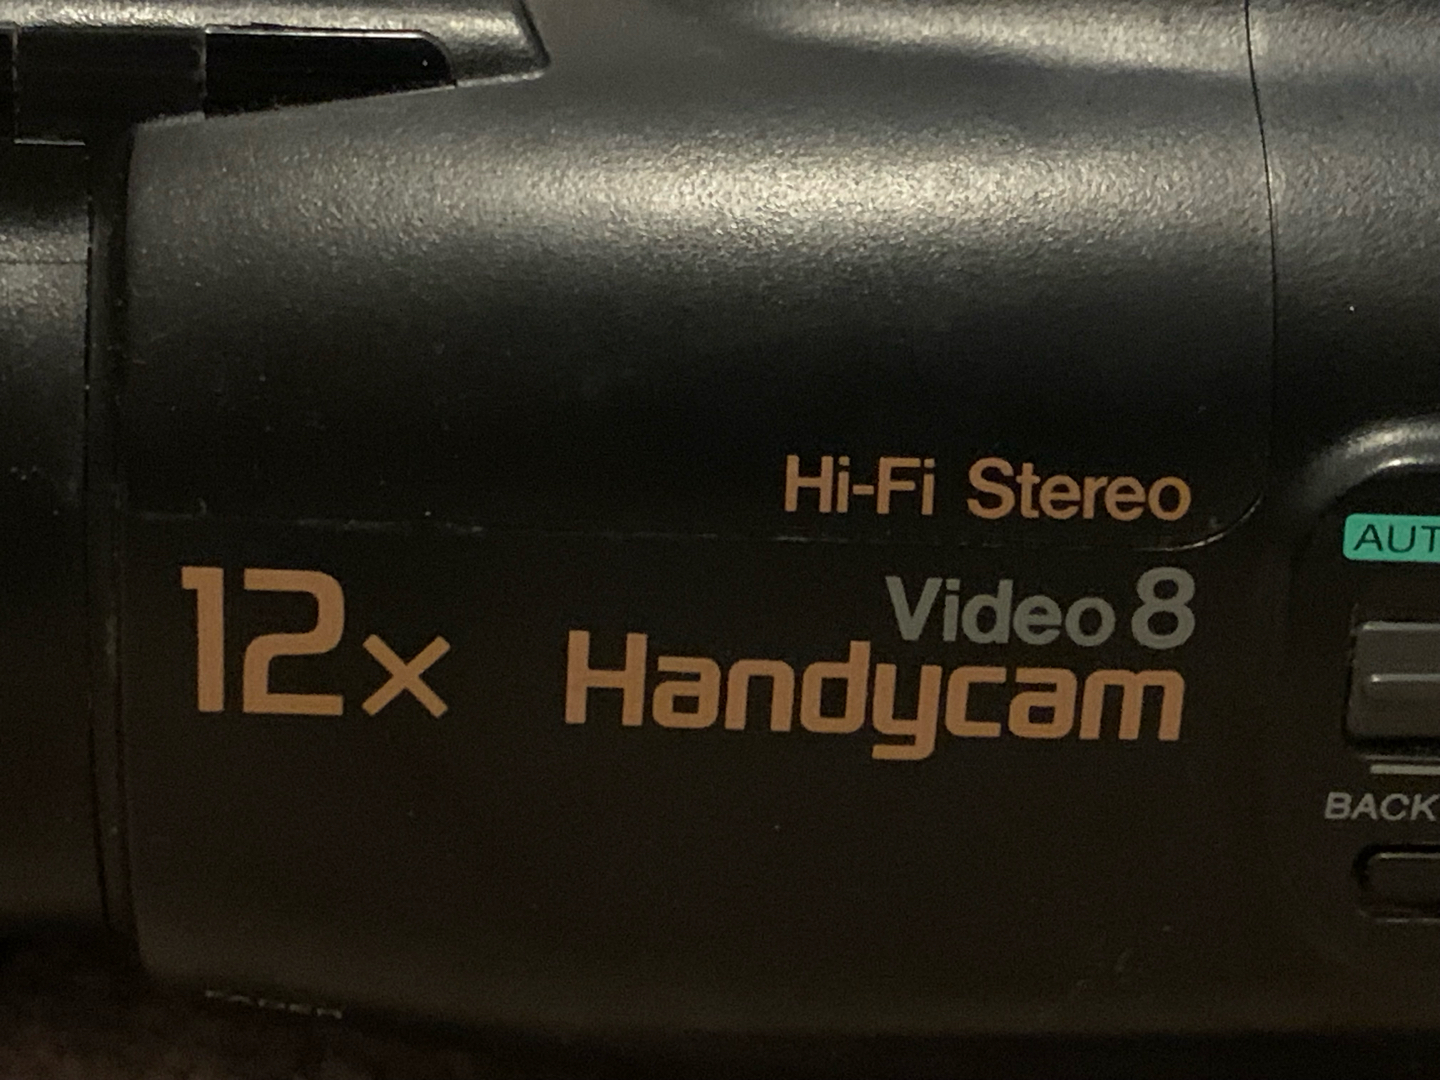 Hi-Fi Stereo
AUT
12x
Video 8
Handycam
BACK